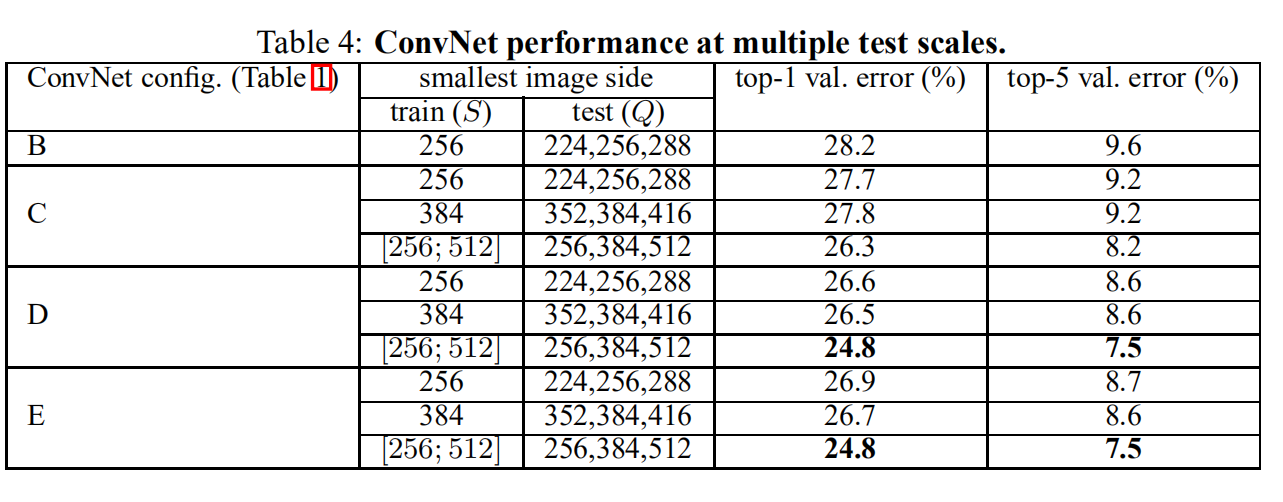 Table 4: ConvNet performance at multiple test scales.
ConvNet config. (Table 1) smallest image side top-1 val. error (%) top-5 val. error (%)
train (S) test (Q)
B 256 224,256,288 28.2 9.6
256 224,256,288 27.7 9.2
C 384 352,384,416 27.8 9.2
[256; 512] 256,384,512 26.3 8.2
256 224,256,288 26.6 8.6
D 384 352,384,416 26.5 8.6
[256; 512] 256,384,512 24.8 7.5
256 224,256,288 26.9 8.7
E 384 352,384,416 26.7 8.6
[256; 512] 256,384,512 24.8 7.5